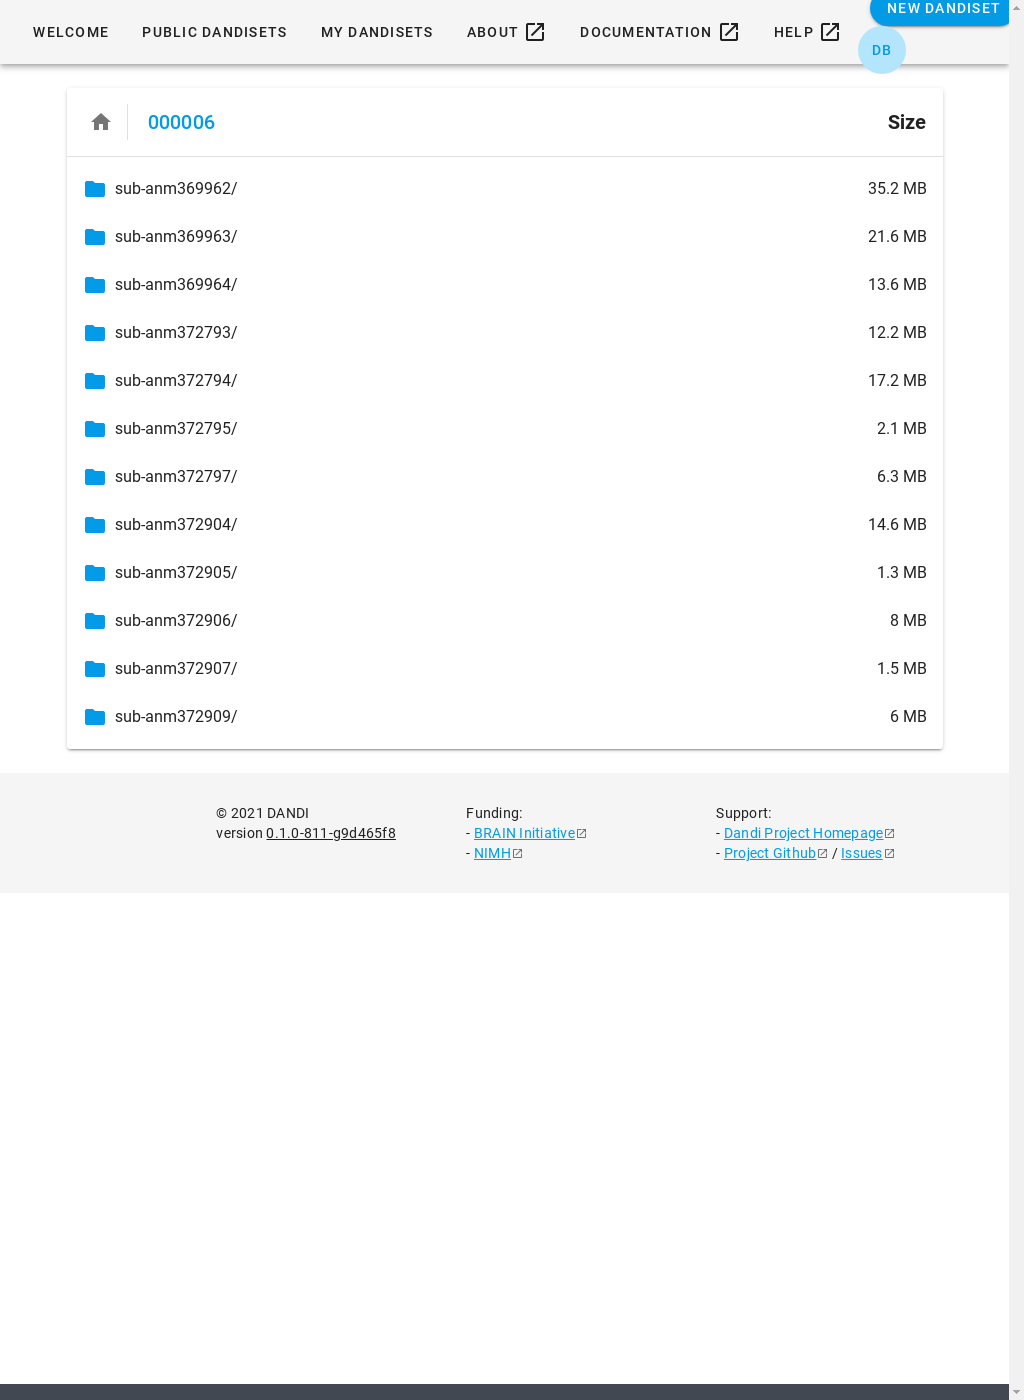 NEW DANDISET
WELCOME PUBLIC DANDISETS MY DANDISETS ABOUT DOCUMENTATION HELP
DB
000006 Size
sub-anm369962/ 35.2 MB
sub-anm369963/ 21.6 MB
sub-anm369964/ 13.6 MB
sub-anm372793/ 12.2 MB
sub-anm372794/ 17.2 MB
sub-anm372795/ 2.1 MB
sub-anm372797/ 6.3 MB
sub-anm372904/ 14.6 MB
sub-anm372905/ 1.3 MB
sub-anm372906/ 8 MB
sub-anm372907/ 1.5 MB
sub-anm372909/ 6 MB
© 2021 DANDI
version 0.1.0-811-g9d465f8
Funding:
- BRAIN Initiative
- NIMH
Support:
- Dandi Project Homepage
- Project Github / Issues